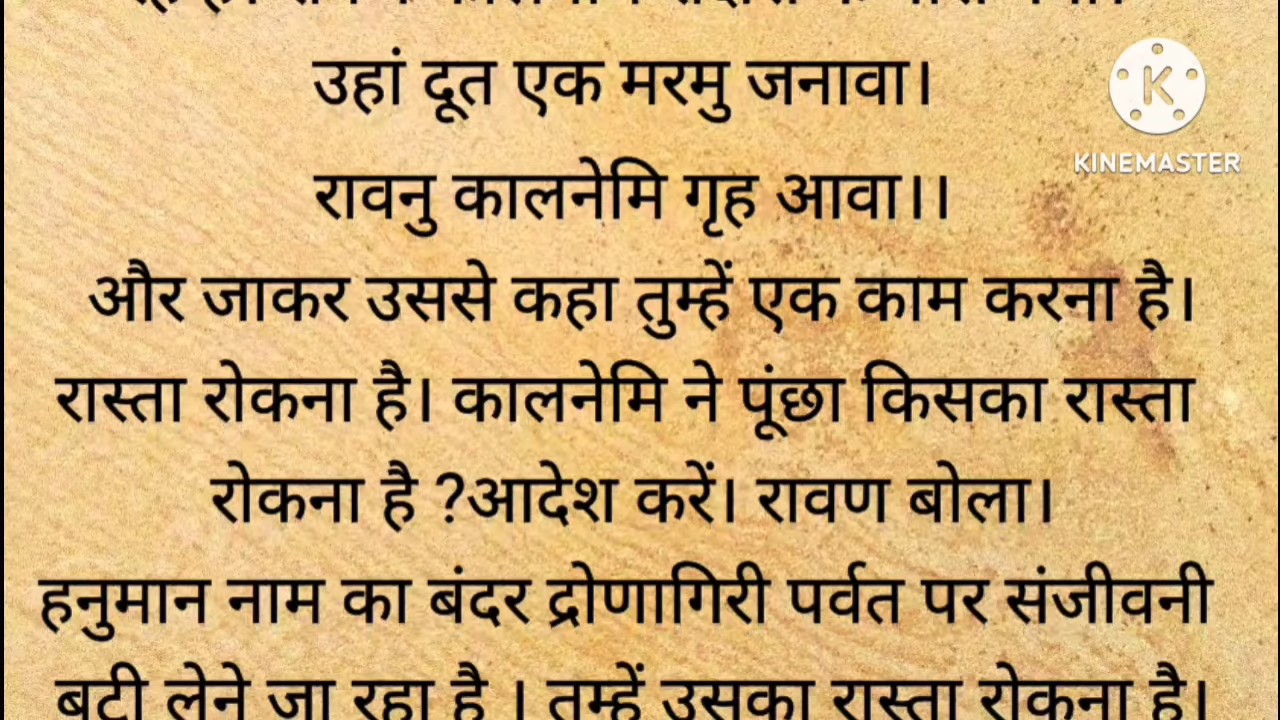 उहां दूत एक मरमु जनावा।
KINEMASTER
रावनु कालनेमि गृह आवा।।
और जाकर उससे कहा तुम्हें एक काम करना है।
रास्ता रोकना है। कालनेमि ने पूंछा किसका रास्ता
रोकना है ?आदेश करें। रावण बोला।
हनुमान नाम का बंदर द्रोणागिरी पर्वत पर संजीवनी
बूटी लेने जा रहा है । तुम्हें उसका रास्ता रोकना है।